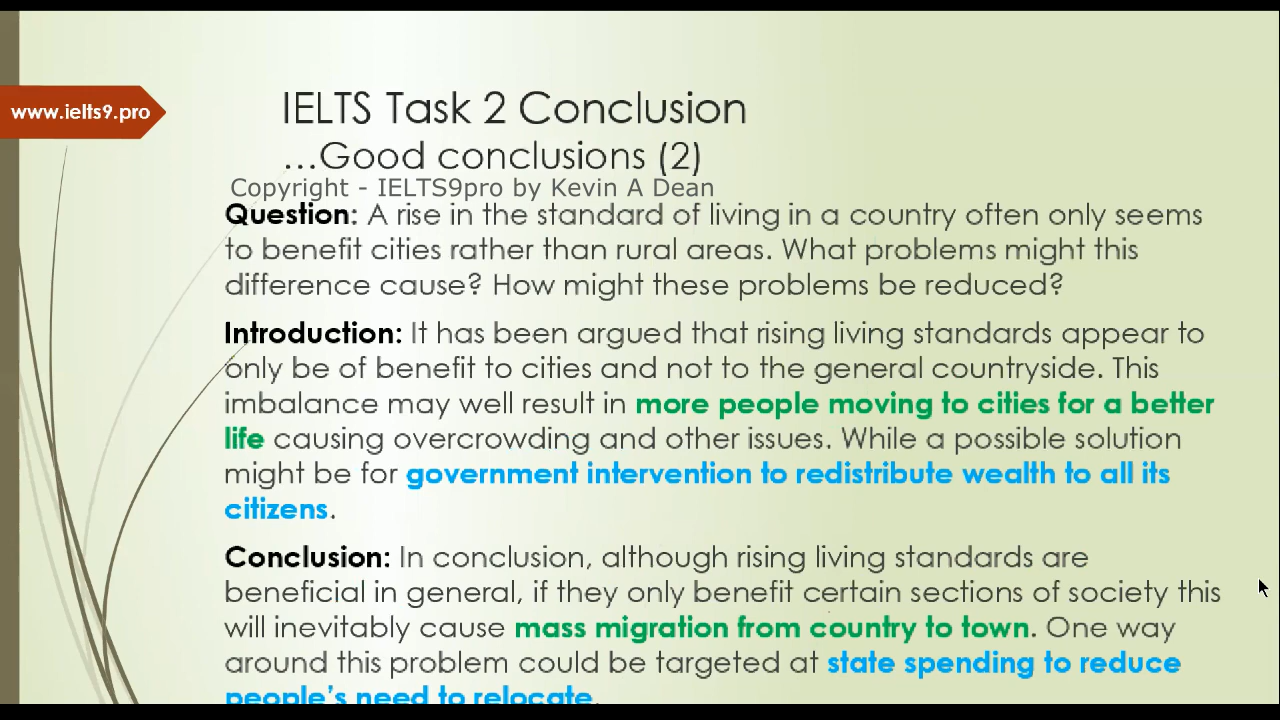 www.ielts9.pro
IELTS Task 2 Conclusion
...Good conclusions (2)
Copyright - IELTS9pro by Kevin A Dean
Question: A rise in the standard of living in a country often only seems
to benefit cities rather than rural areas. What problems might this
difference cause? How might these problems be reduced?
Introduction: It has been argued that rising living standards appear to
only be of benefit to cities and not to the general countryside. This
imbalance may well result in more people moving to cities for a better
life causing overcrowding and other issues. While a possible solution
might be for government intervention to redistribute wealth to all its
citizens.
Conclusion: In conclusion, although rising living standards are
beneficial in general, if they only benefit certain sections of society this
will inevitably cause mass migration from country to town. One way
around this problem could be targeted at state spending to reduce
people's need to relocate.